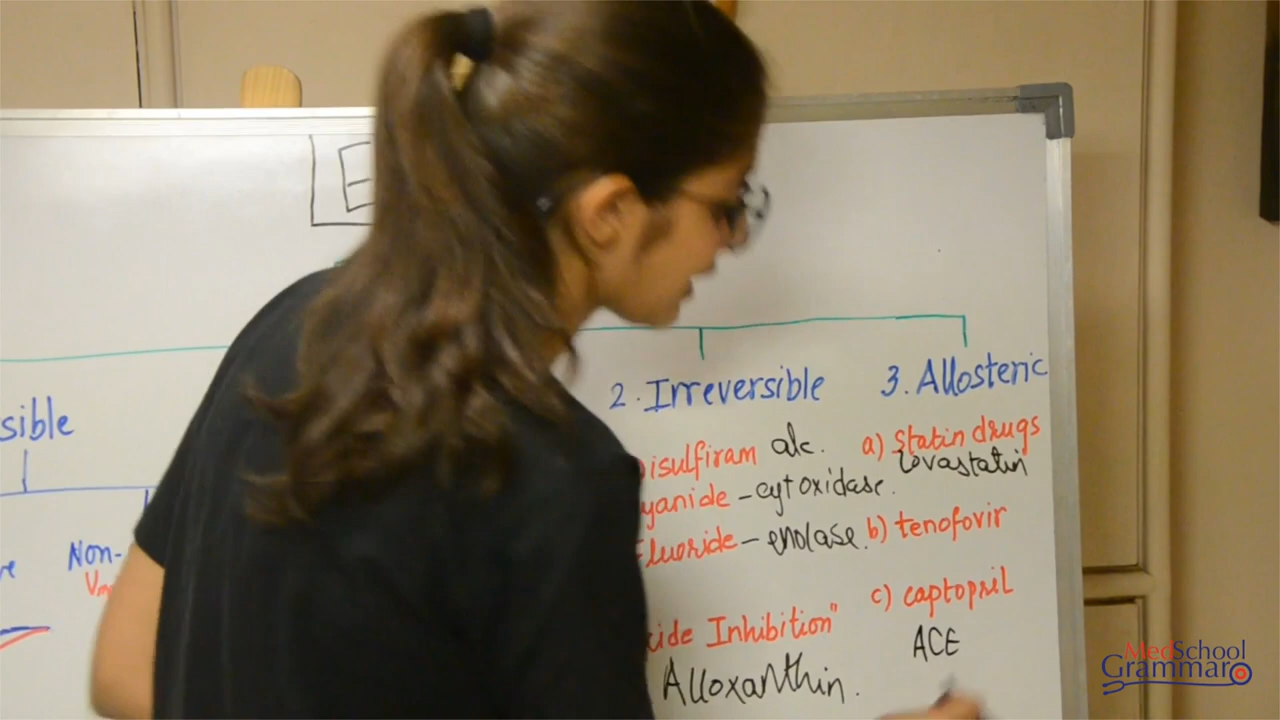 E
sible
Non-
2. Irreversible
isulfiram alc.
yanide - cytoxidase.
Fluoride - enolase.
cide Inhibition"
Alloxanthin.
3. Allosteric
a) Statin drugs
lovastatin
b) tenofovir
c) captopril
ACE
MedSchool
Grammar